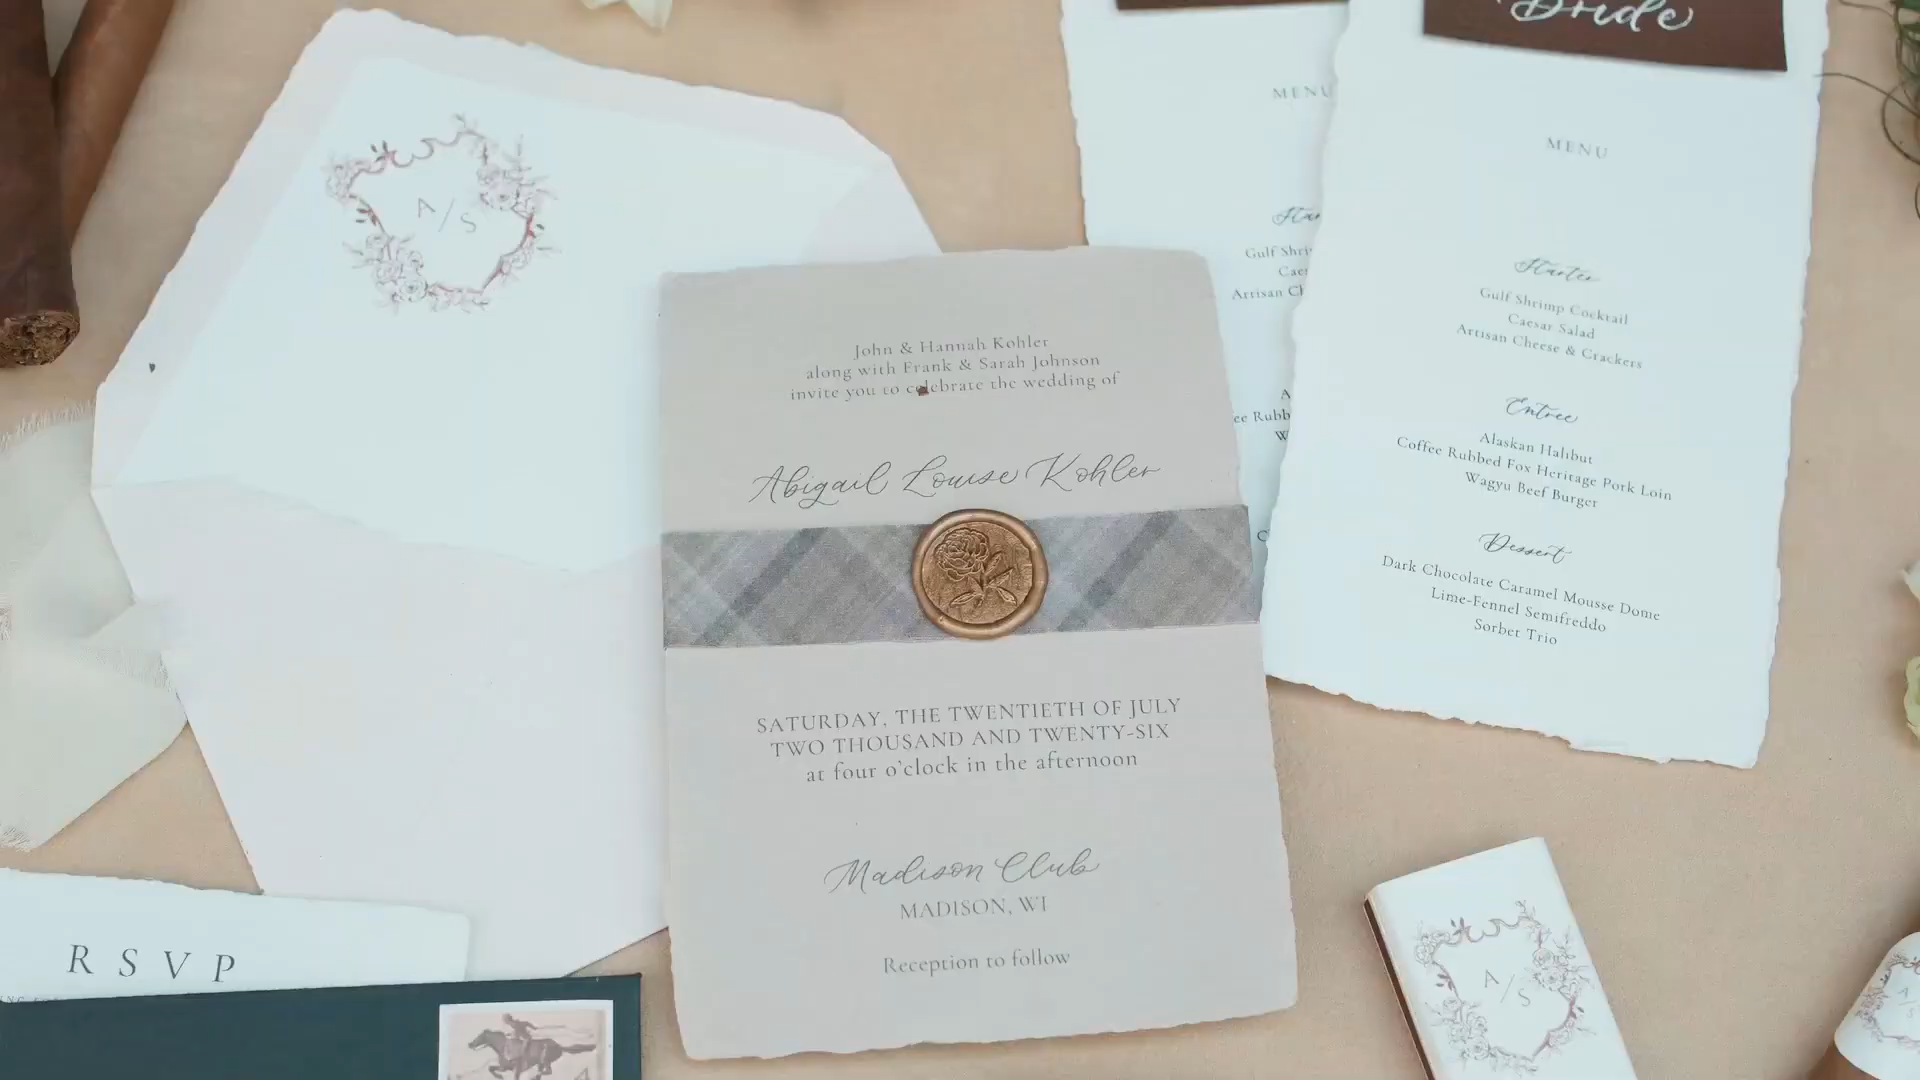 A/S
John & Hannah Kohler
along with Frank & Sarah Johnson
invite you to celebrate the wedding of
Abigail Louise Kohler
SATURDAY, THE TWENTIETH OF JULY
TWO THOUSAND AND TWENTY-SIX
at four o'clock in the afternoon
Madison Club
MADISON, WI
Reception to follow
MENU
Gulf
Artisan
Bride
MENU
Starter
Gulf Shrimp Cocktail
Caesar Salad
Artisan Cheese & Crackers
Entree
Alaskan Halibut
Coffee Rubbed Fox Heritage Pork Loin
Wagyu Beef Burger
Dessert
Dark Chocolate Caramel Mousse Dome
Lime-Fennel Semifreddo
Sorbet Trio
RSVP
A/S
A/S